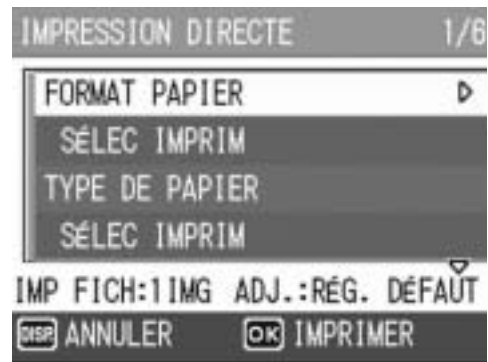 IMPRESSION DIRECTE 1/6
FORMAT PAPIER
SÉLEC IMPRIM
TYPE DE PAPIER
SÉLEC IMPRIM
IMP FICH:1IMG ADJ.:RÉG. DÉFAUT
DISP. ANNULER OK IMPRIMER